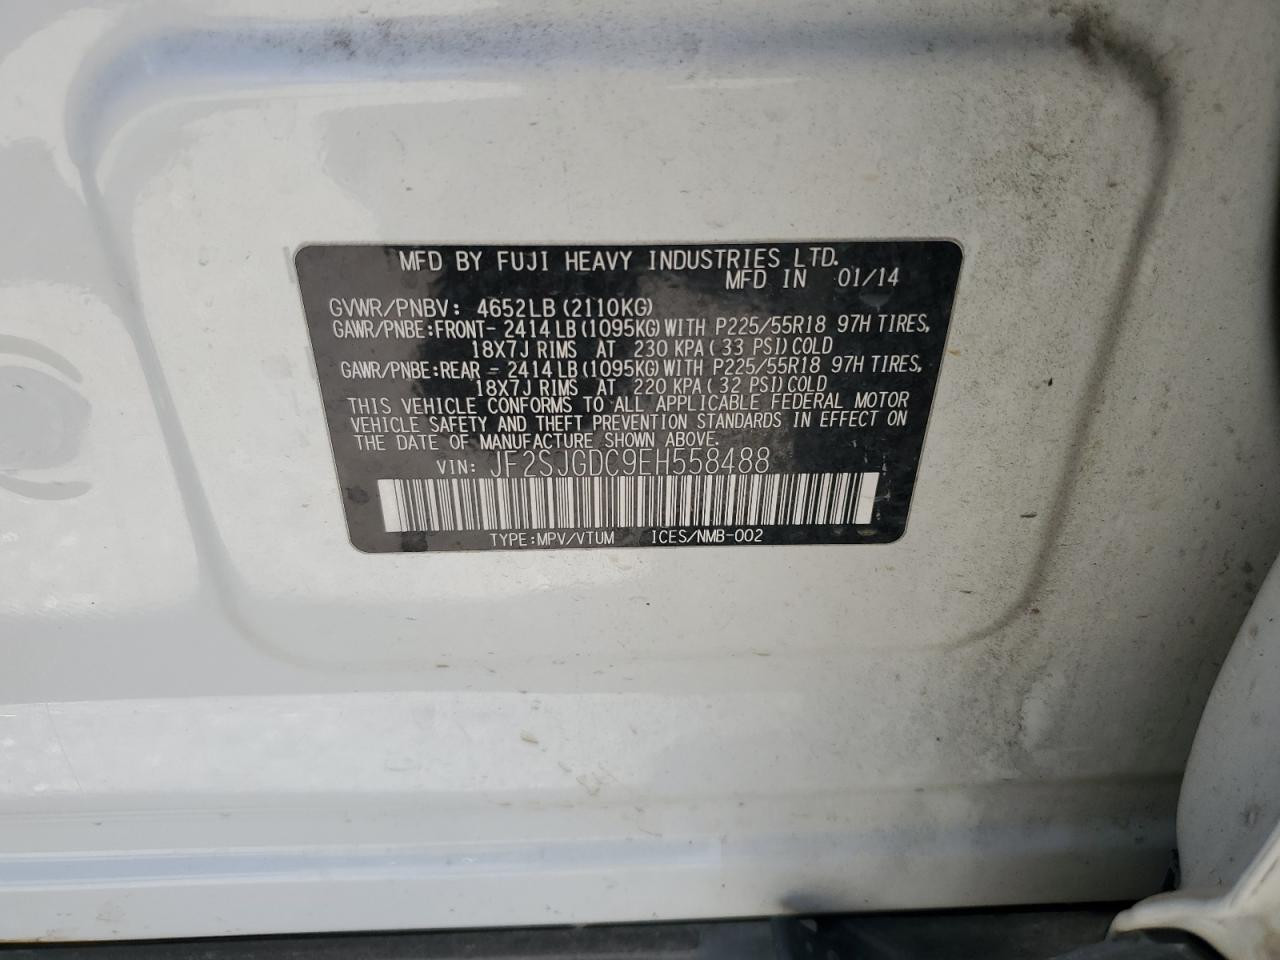 MFD BY FUJI HEAVY INDUSTRIES LTD.
MFD IN 01/14
GVWR/PNBV: 4652LB (2110KG)
GAWR/PNBE:FRONT- 2414 LB (1095KG) WITH P225/55R18 97H TIRES,
18X7J RIMS AT 230 KPA ( 33 PSI) COLD
GAWR/PNBE:REAR - 2414 LB (1095KG) WITH P225/55R18 97H TIRES,
18X7J RIMS AT 220 KPA ( 32 PSI) COLD
THIS VEHICLE CONFORMS TO ALL APPLICABLE FEDERAL MOTOR
VEHICLE SAFETY AND THEFT PREVENTION STANDARDS IN EFFECT ON
THE DATE OF MANUFACTURE SHOWN ABOVE.
VIN: JF2SJGDC9EH558488
TYPE:MPV/VTUM ICES/NMB-002